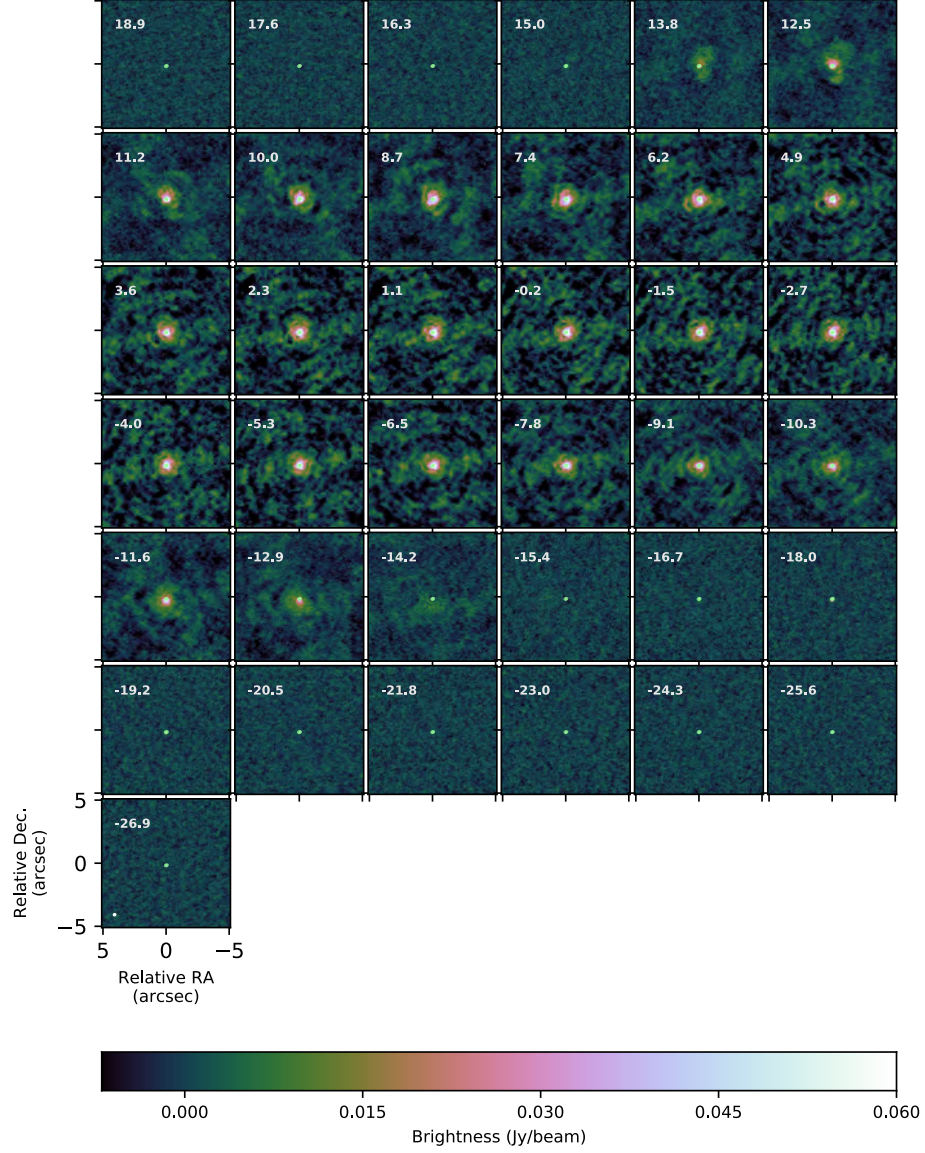 18.9 17.6 16.3 15.0 13.8 12.5
11.2 10.0 8.7 7.4 6.2 4.9
3.6 2.3 1.1 -0.2 -1.5 -2.7
-4.0 -5.3 -6.5 -7.8 -9.1 -10.3
-11.6 -12.9 -14.2 -15.4 -16.7 -18.0
-19.2 -20.5 -21.8 -23.0 -24.3 -25.6
-26.9
5
0
−5
Relative Dec.
(arcsec)
5 0 −5
Relative RA
(arcsec)
0.000 0.015 0.030 0.045 0.060
Brightness (Jy/beam)